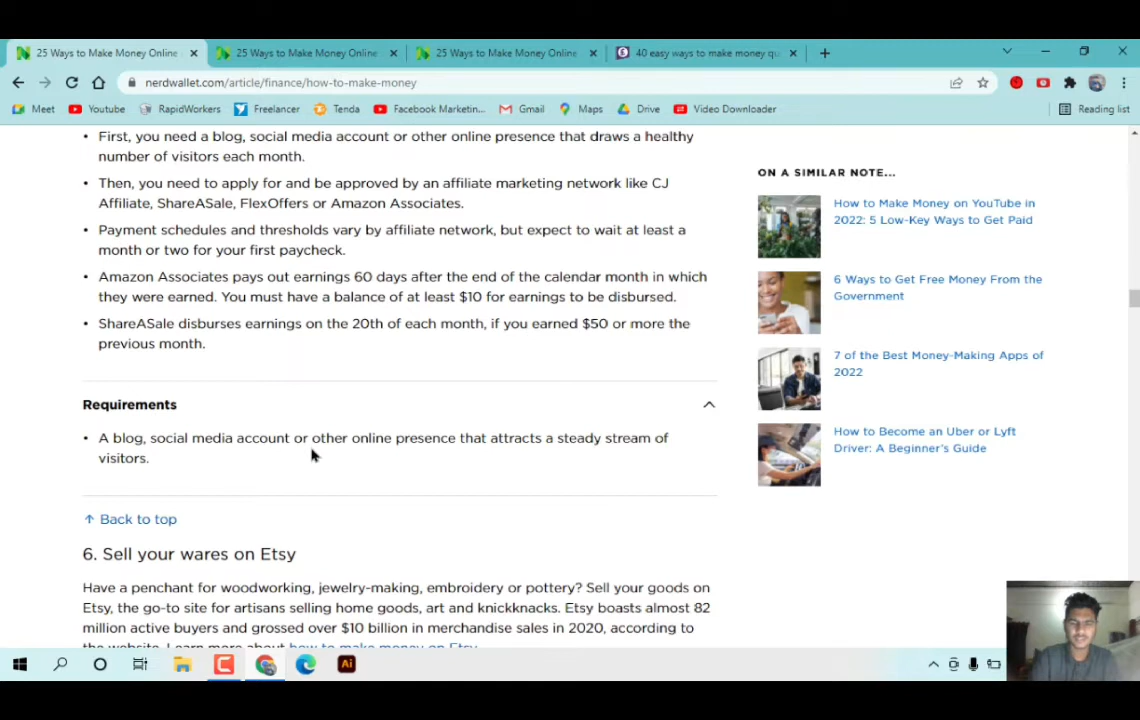 25 Ways to Make Money Online
25 Ways to Make Money Online
25 Ways to Make Money Online
40 easy ways to make money qu
nerdwallet.com/article/finance/how-to-make-money
Meet
Youtube
RapidWorkers
Freelancer
Tenda
Facebook Marketin...
Gmail
Maps
Drive
Video Downloader
Reading list
• First, you need a blog, social media account or other online presence that draws a healthy
number of visitors each month.
• Then, you need to apply for and be approved by an affiliate marketing network like CJ
Affiliate, ShareASale, FlexOffers or Amazon Associates.
• Payment schedules and thresholds vary by affiliate network, but expect to wait at least a
month or two for your first paycheck.
• Amazon Associates pays out earnings 60 days after the end of the calendar month in which
they were earned. You must have a balance of at least $10 for earnings to be disbursed.
• ShareASale disburses earnings on the 20th of each month, if you earned $50 or more the
previous month.
Requirements
• A blog, social media account or other online presence that attracts a steady stream of
visitors.
↑ Back to top
6. Sell your wares on Etsy
Have a penchant for woodworking, jewelry-making, embroidery or pottery? Sell your goods on
Etsy, the go-to site for artisans selling home goods, art and knickknacks. Etsy boasts almost 82
million active buyers and grossed over $10 billion in merchandise sales in 2020, according to
the website. Learn more about how to make money on Etsy.
ON A SIMILAR NOTE...
How to Make Money on YouTube in
2022: 5 Low-Key Ways to Get Paid
6 Ways to Get Free Money From the
Government
7 of the Best Money-Making Apps of
2022
How to Become an Uber or Lyft
Driver: A Beginner's Guide
Ai